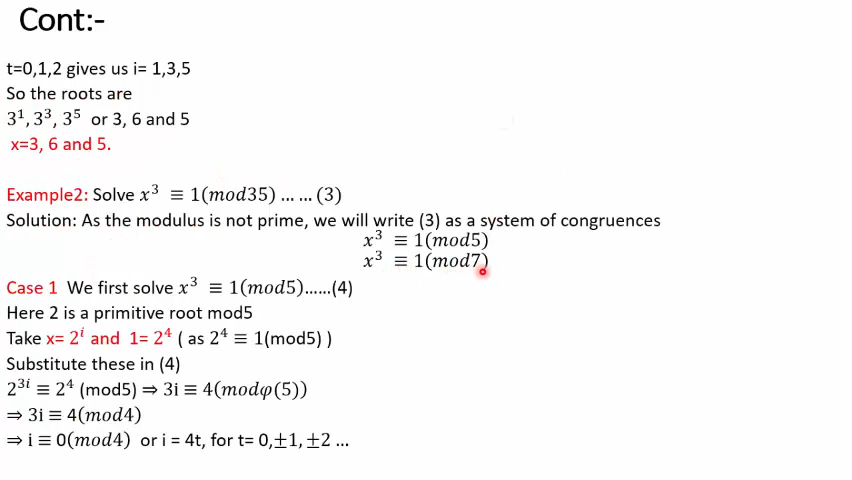 Cont:-
t=0,1,2 gives us i= 1,3,5
So the roots are
3¹, 3³, 3⁵ or 3, 6 and 5
x=3, 6 and 5.
Example2: Solve x³ ≡ 1(mod35) … … (3)
Solution: As the modulus is not prime, we will write (3) as a system of congruences
x³ ≡ 1(mod5)
x³ ≡ 1(mod7)
Case 1 We first solve x³ ≡ 1(mod5)……(4)
Here 2 is a primitive root mod5
Take x= 2ⁱ and 1= 2⁴ ( as 2⁴ ≡ 1(mod5) )
Substitute these in (4)
2³ⁱ ≡ 2⁴ (mod5) ⇒ 3i ≡ 4(modφ(5))
⇒ 3i ≡ 4(mod4)
⇒ i ≡ 0(mod4) or i = 4t, for t= 0,±1, ±2 …